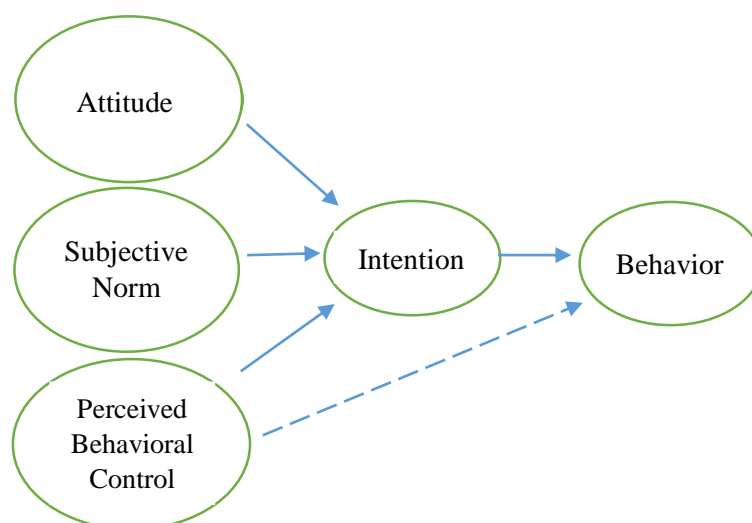 Attitude
Subjective
Norm
Intention
Behavior
Perceived
Behavioral
Control